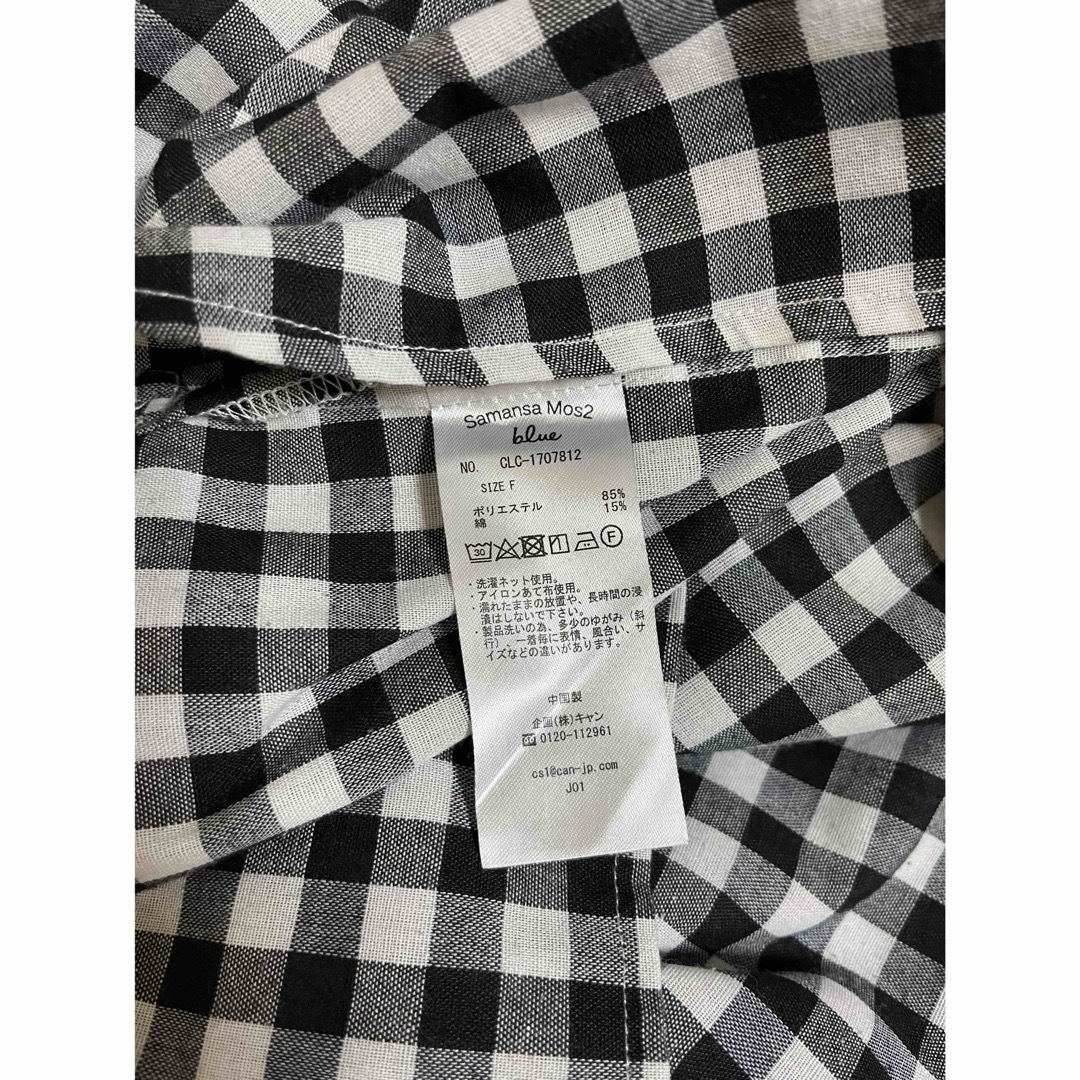 Samansa Mos2
blue
NO. CLC-1707812
SIZE F
ポリエステル 85%
綿 15%
30 F
・洗濯ネット使用。
・アイロンあて布使用。
・濡れたままの放置や、長時間の浸
漬はしないで下さい。
・製品洗いの為、多少のゆがみ（斜
行）、一着毎に表情、風合い、サ
イズなどの違いがあります。
中国製
企画(株)キャン
0120-112961
cs1@can-jp.com
J01